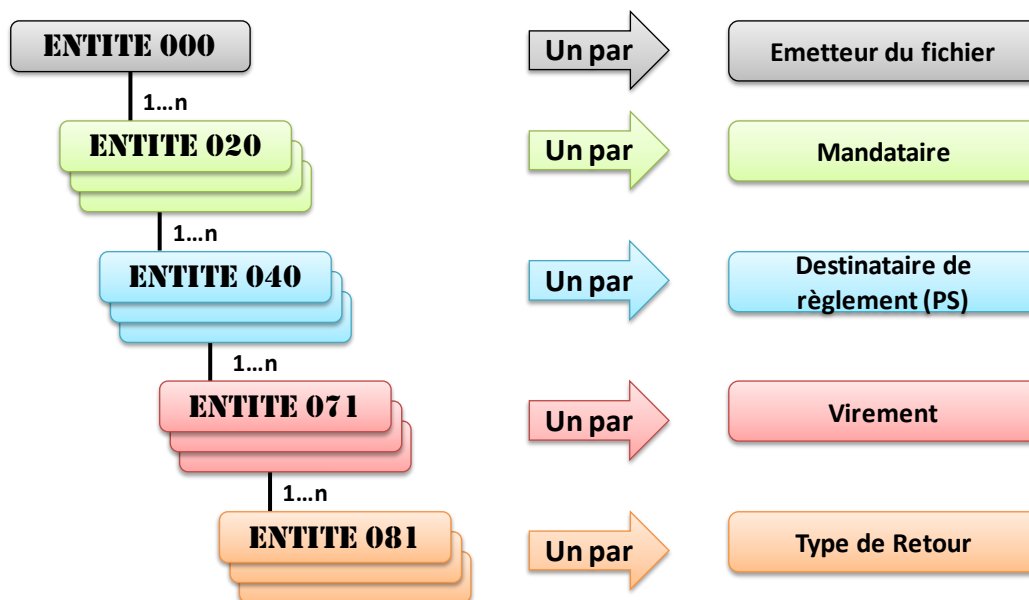 ENTITE 000
Un par
Emetteur du fichier
1...n
ENTITE 020
Un par
Mandataire
1...n
ENTITE 040
Un par
Destinataire de
règlement (PS)
1...n
ENTITE 071
Un par
Virement
1...n
ENTITE 081
Un par
Type de Retour